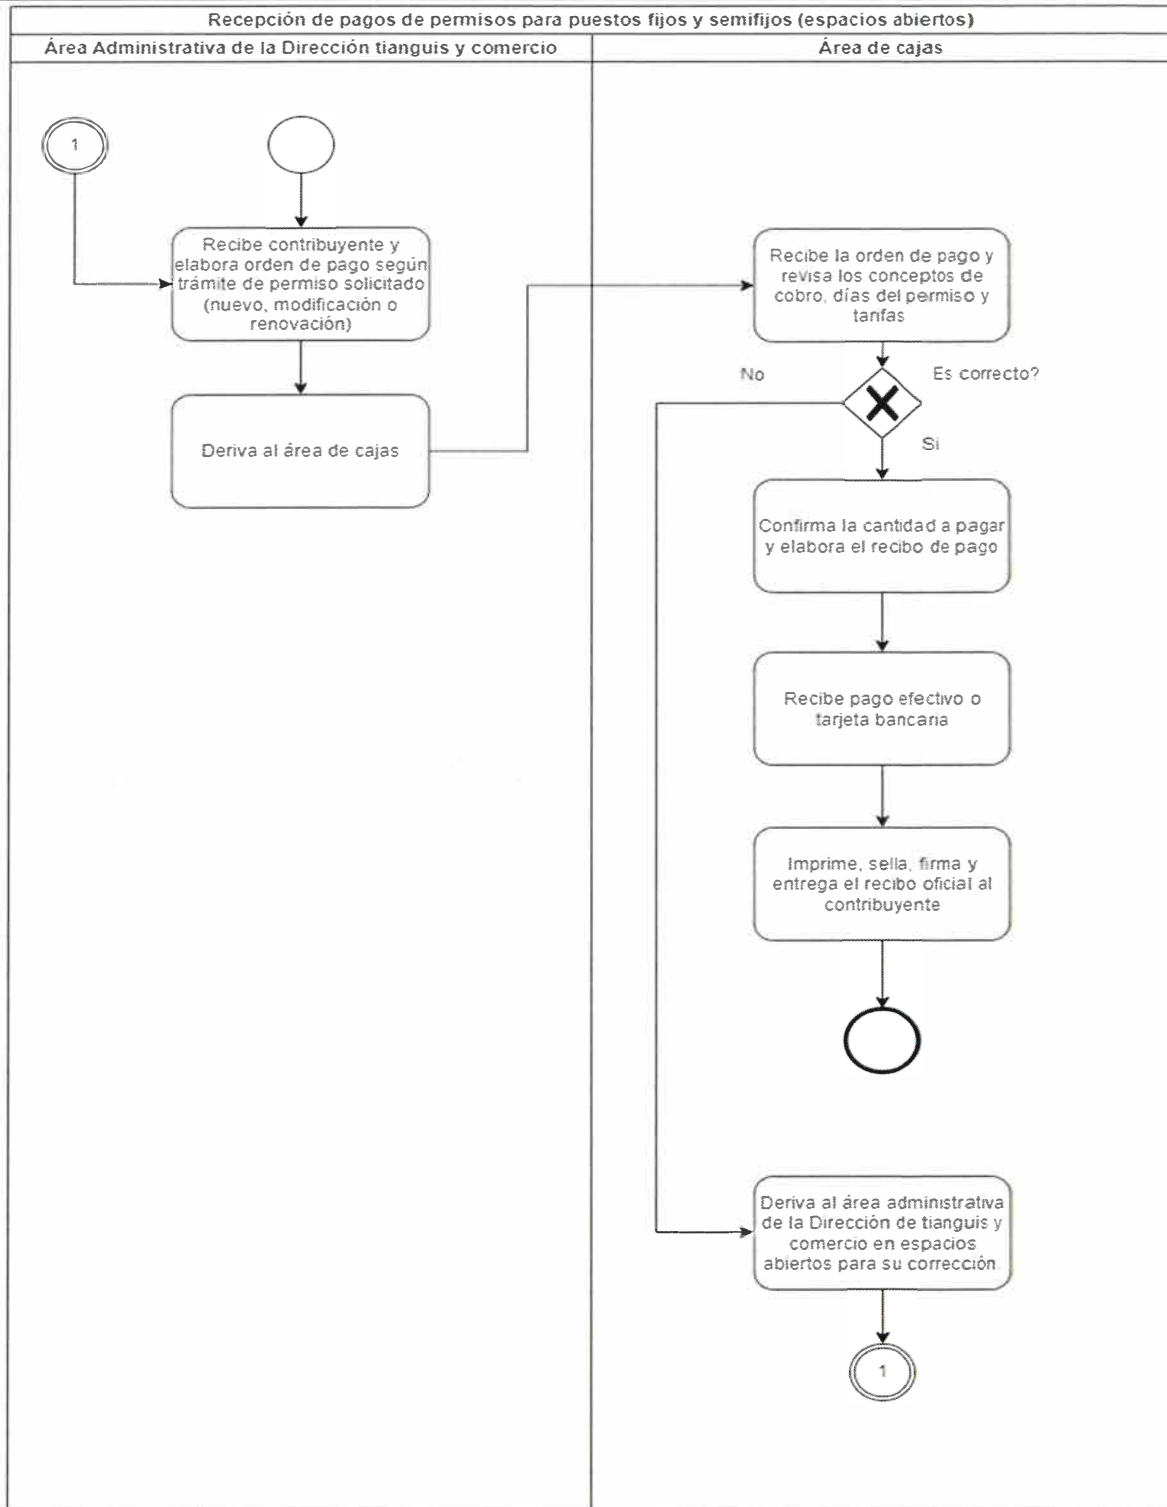 Recepción de pagos de permisos para puestos fijos y semifijos (espacios abiertos)
Área Administrativa de la Dirección tianguis y comercio
Área de cajas
1
Recibe contribuyente y
elabora orden de pago según
trámite de permiso solicitado
(nuevo, modificación o
renovación)
Deriva al área de cajas
Recibe la orden de pago y
revisa los conceptos de
cobro, días del permiso y
tarifas
No
Es correcto?
Si
Confirma la cantidad a pagar
y elabora el recibo de pago
Recibe pago efectivo o
tarjeta bancaria
Imprime, sella, firma y
entrega el recibo oficial al
contribuyente
Deriva al área administrativa
de la Dirección de tianguis y
comercio en espacios
abiertos para su corrección.
1